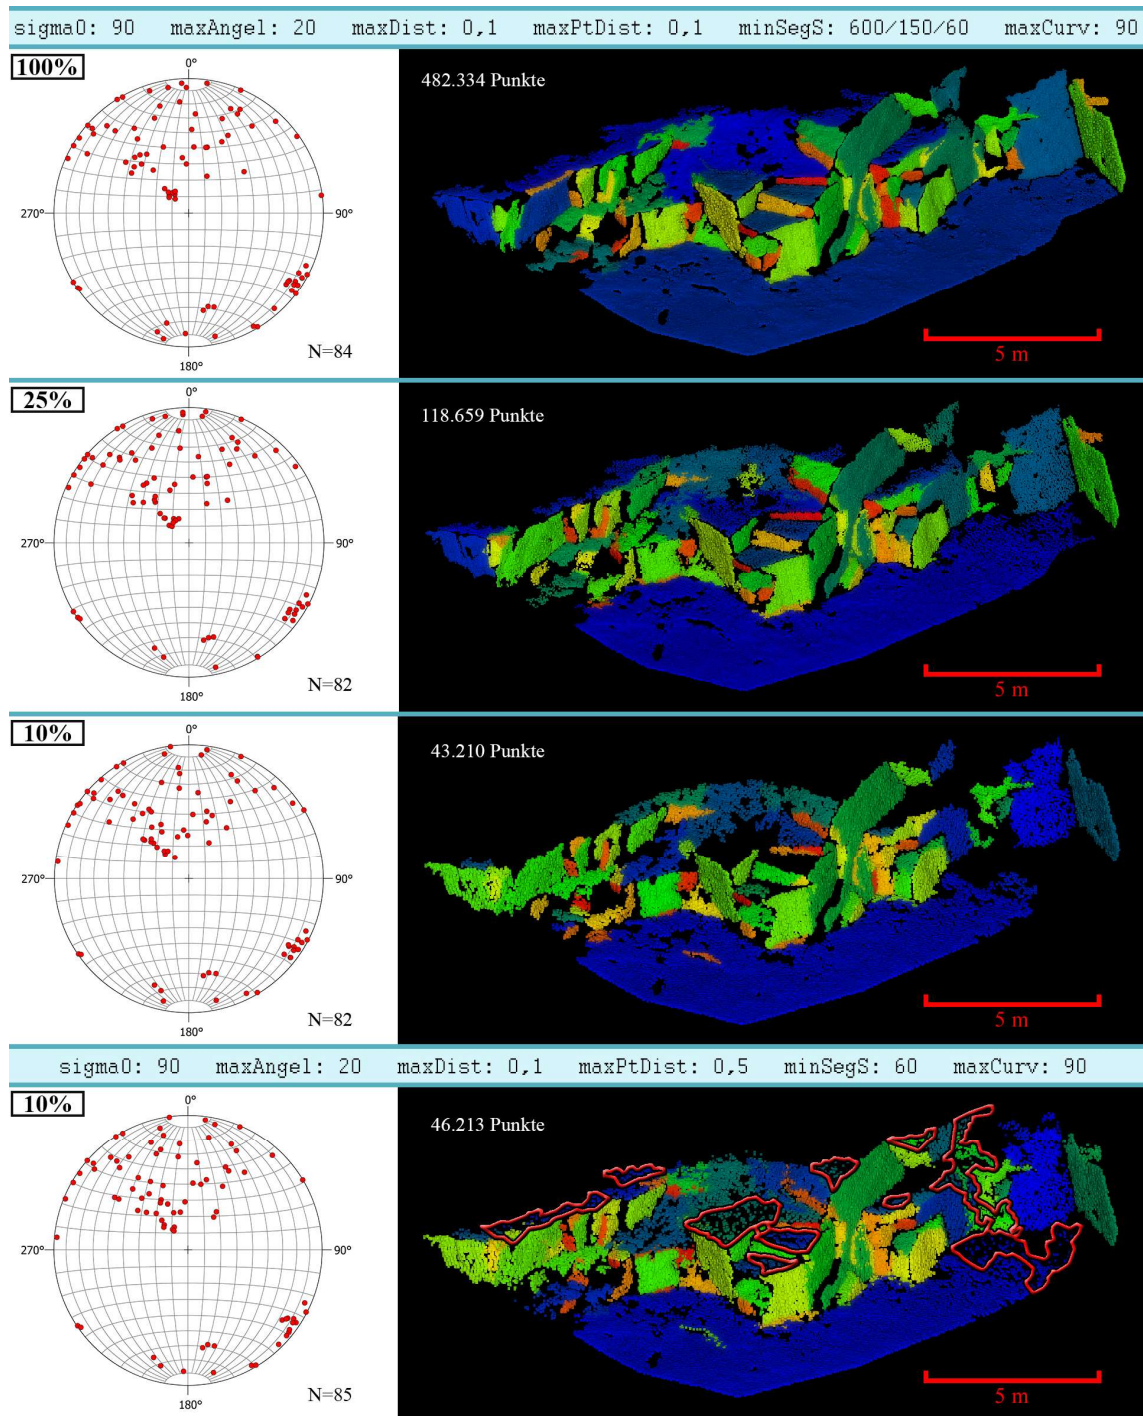 sigma0: 90 maxAngel: 20 maxDist: 0,1 maxPtDist: 0,1 minSegS: 600/150/60 maxCurv: 90
100%
0°
270°
90°
180°
N=84
482.334 Punkte
5 m
25%
0°
270°
90°
180°
N=82
118.659 Punkte
5 m
10%
0°
270°
90°
180°
N=82
43.210 Punkte
5 m
sigma0: 90 maxAngel: 20 maxDist: 0,1 maxPtDist: 0,5 minSegS: 60 maxCurv: 90
10%
0°
270°
90°
180°
N=85
46.213 Punkte
5 m